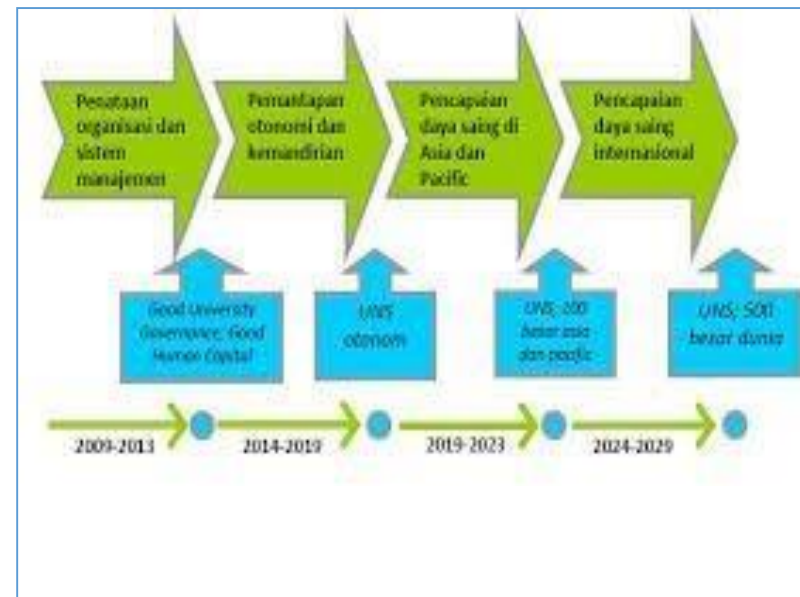 Penataan
organisasi dan
sistem
manajemen
Pemantapan
otonomi dan
kemandirian
Pencapaian
daya saing di
Asia dan
Pacific
Pencapaian
daya saing
internasional
Good University
Governance, Good
Human Capital
UNS
otonom
UNS; 100
besar asia
dan pacific
UNS; 500
besar dunia
2009-2013
2014-2019
2019-2023
2024-2029